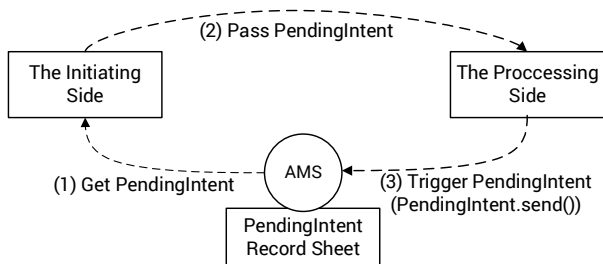 (2) Pass PendingIntent
The Initiating
Side
The Proccessing
Side
(1) Get PendingIntent
AMS
(3) Trigger PendingIntent
(PendingIntent.send())
PendingIntent
Record Sheet